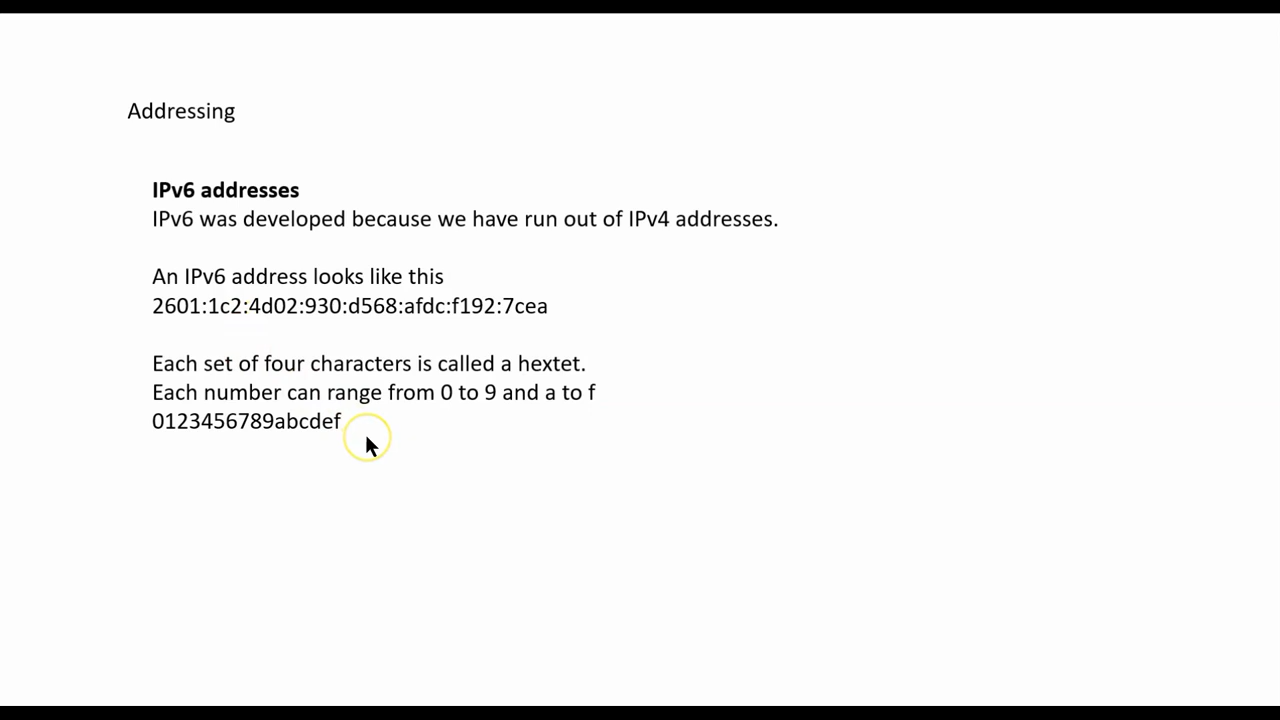 Addressing
IPv6 addresses
IPv6 was developed because we have run out of IPv4 addresses.
An IPv6 address looks like this
2601:1c2:4d02:930:d568:afdc:f192:7cea
Each set of four characters is called a hextet.
Each number can range from 0 to 9 and a to f
0123456789abcdef